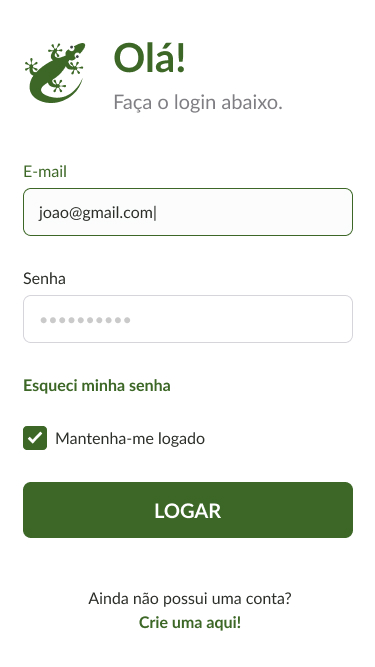 Olá!
Faça o login abaixo.
E-mail
joao@gmail.com
Senha
••••••••••
Esqueci minha senha
Mantenha-me logado
LOGAR
Ainda não possui uma conta?
Crie uma aqui!